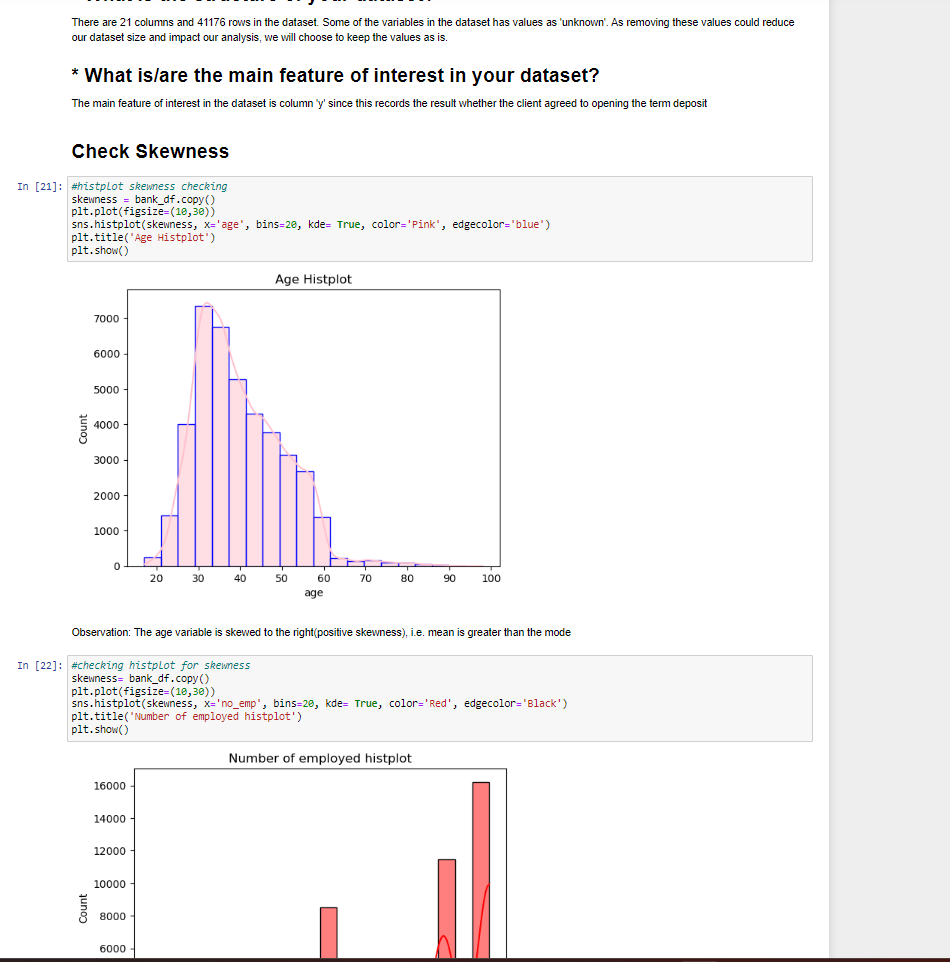 There are 21 columns and 41176 rows in the dataset. Some of the variables in the dataset has values as 'unknown'. As removing these values could reduce
our dataset size and impact our analysis, we will choose to keep the values as is.
* What is/are the main feature of interest in your dataset?
The main feature of interest in the dataset is column 'y' since this records the result whether the client agreed to opening the term deposit
Check Skewness
In [21]: #histplot skewness checking
skewness = bank_df.copy()
plt.plot(figsize=(10,30))
sns.histplot(skewness, x='age', bins=20, kde= True, color='Pink', edgecolor='blue')
plt.title('Age Histplot')
plt.show()
Age Histplot
7000
6000
5000
4000
3000
2000
1000
0
Count
20 30 40 50 60 70 80 90 100
age
Observation: The age variable is skewed to the right(positive skewness), i.e. mean is greater than the mode
In [22]: #checking histplot for skewness
skewness= bank_df.copy()
plt.plot(figsize=(10,30))
sns.histplot(skewness, x='no_emp', bins=20, kde= True, color='Red', edgecolor='Black')
plt.title('Number of employed histplot')
plt.show()
Number of employed histplot
16000
14000
12000
10000
8000
6000
Count